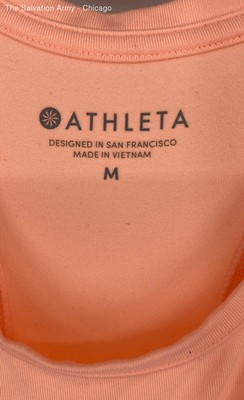 The Salvation Army - Chicago
ATHLETA
DESIGNED IN SAN FRANCISCO
MADE IN VIETNAM
M